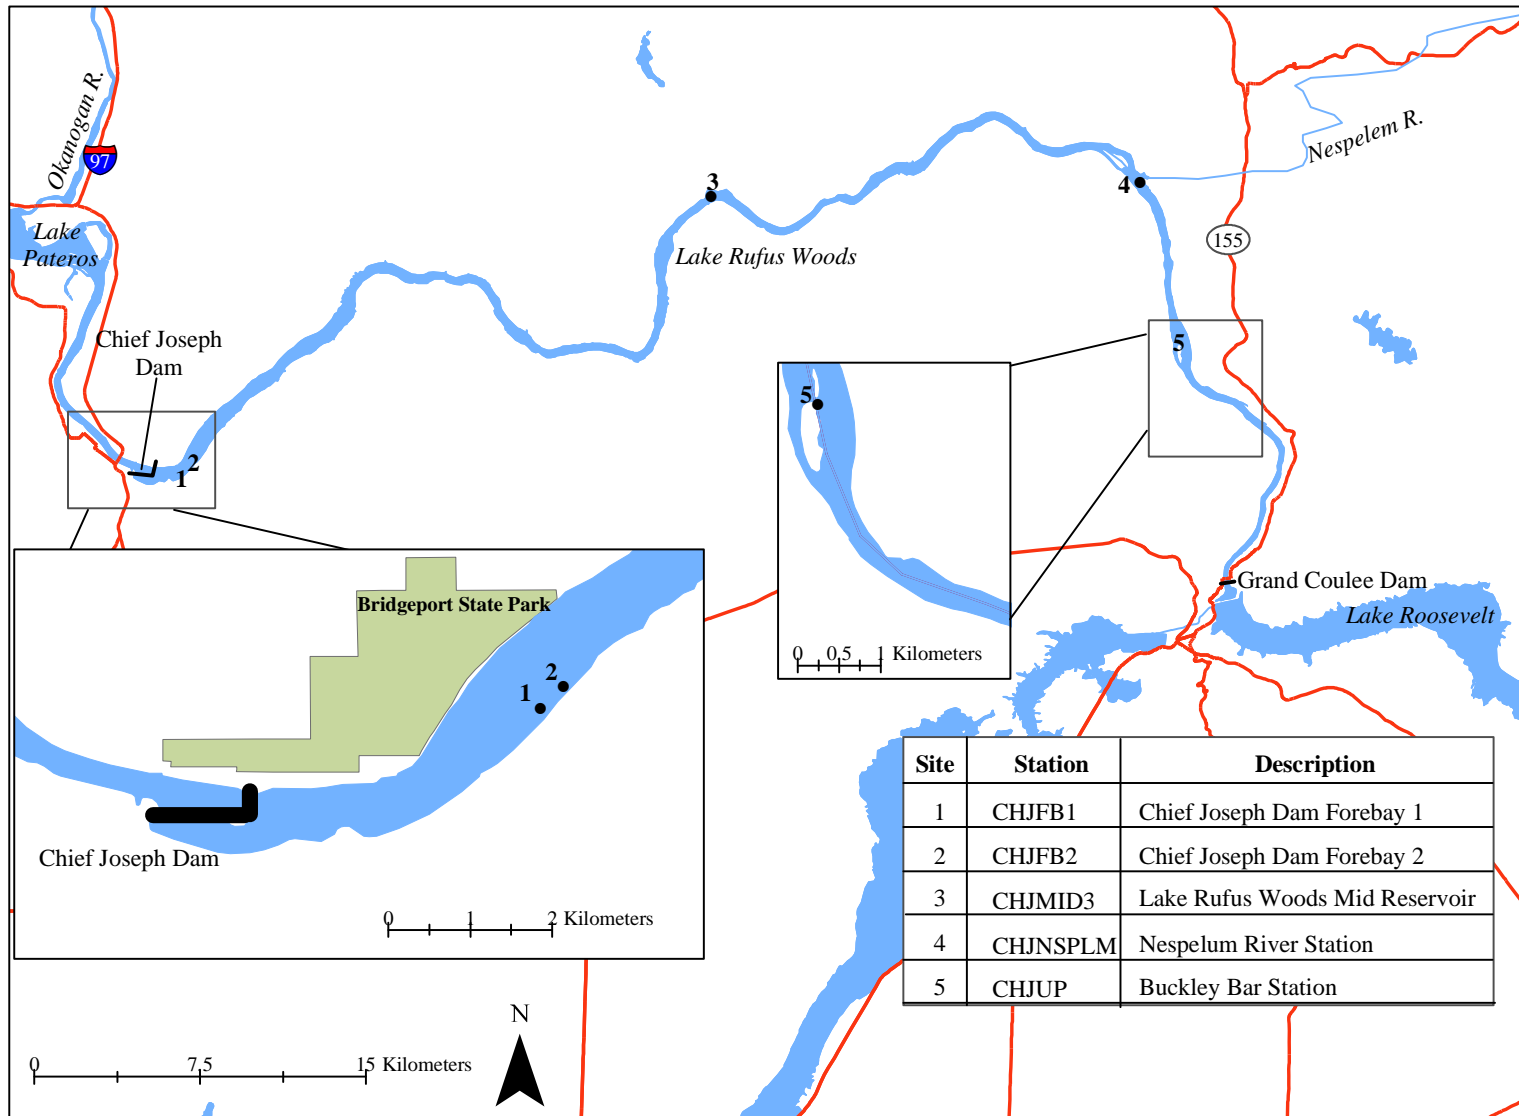 Okanogan R.
97
Lake
Pateros
Chief Joseph
Dam
1
2
3
Lake Rufus Woods
4
Nespelem R.
155
5
Grand Coulee Dam
Lake Roosevelt
5
0 0.5 1 Kilometers
Bridgeport State Park
1
2
Chief Joseph Dam
0 1 2 Kilometers
Site Station Description
1 CHJFB1 Chief Joseph Dam Forebay 1
2 CHJFB2 Chief Joseph Dam Forebay 2
3 CHJMID3 Lake Rufus Woods Mid Reservoir
4 CHJNSPLM Nespelum River Station
5 CHJUP Buckley Bar Station
N
0 7.5 15 Kilometers